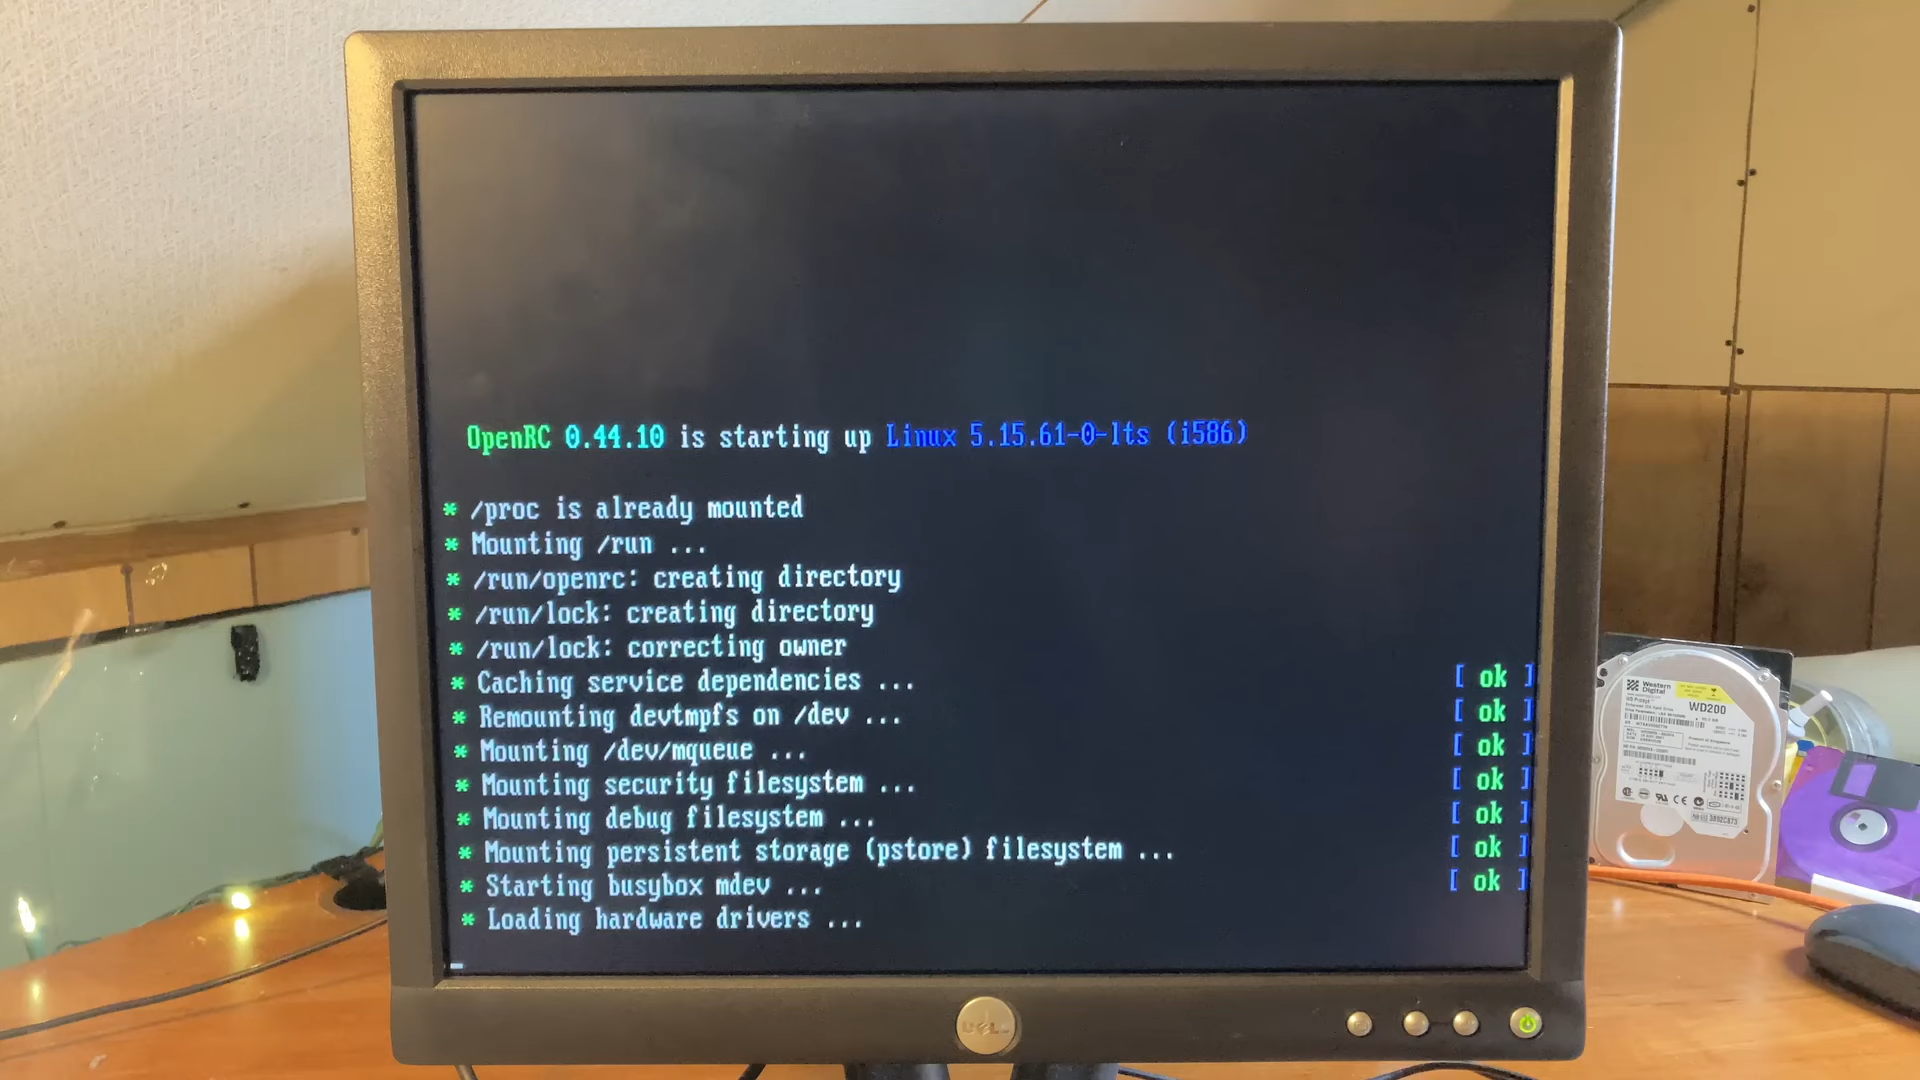 OpenRC 0.44.10 is starting up Linux 5.15.61-0-lts (i586)
* /proc is already mounted
* Mounting /run ...
* /run/openrc: creating directory
* /run/lock: creating directory
* /run/lock: correcting owner
* Caching service dependencies ... [ ok ]
* Remounting devtmpfs on /dev ... [ ok ]
* Mounting /dev/mqueue ... [ ok ]
* Mounting security filesystem ... [ ok ]
* Mounting debug filesystem ... [ ok ]
* Mounting persistent storage (pstore) filesystem ... [ ok ]
* Starting busybox mdev ... [ ok ]
* Loading hardware drivers ...
DELL
Western Digital
WD200